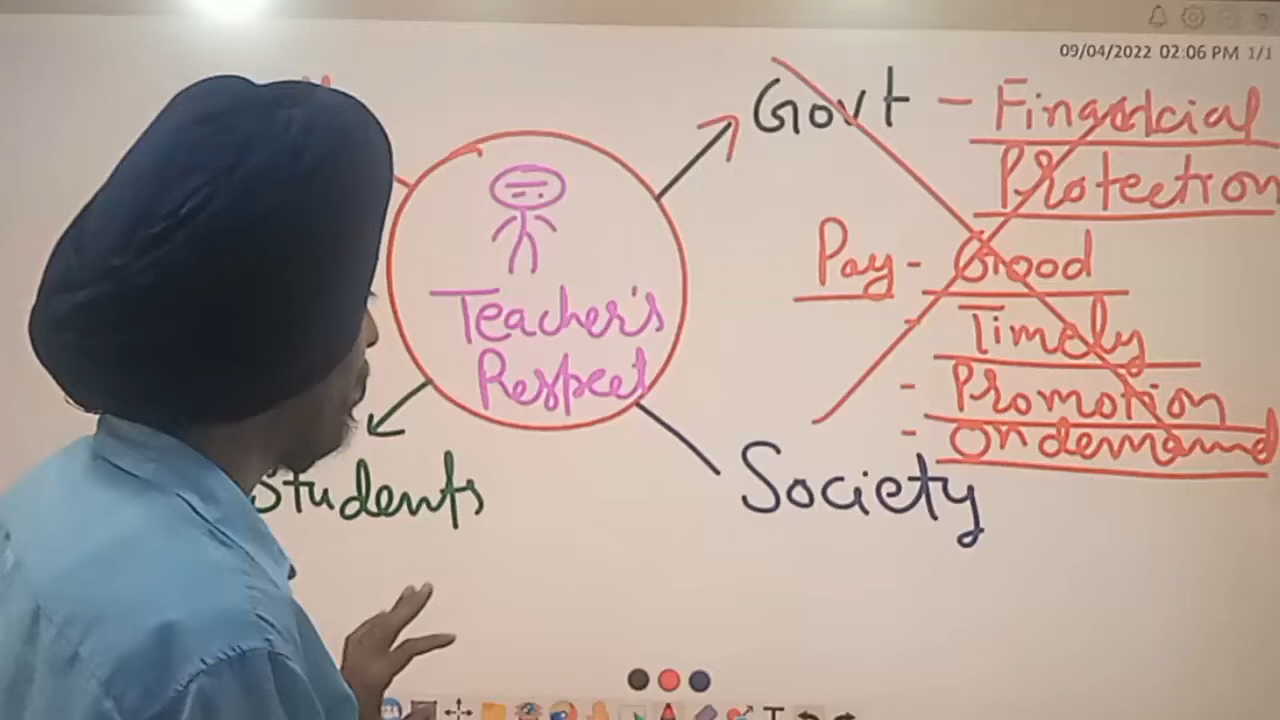 09/04/2022 02:06 PM 1/1
Govt - Financial
Protection
Pay - Good
- Timely
- Promotion
- On demand
Teacher's
Respect
Students
Society
T